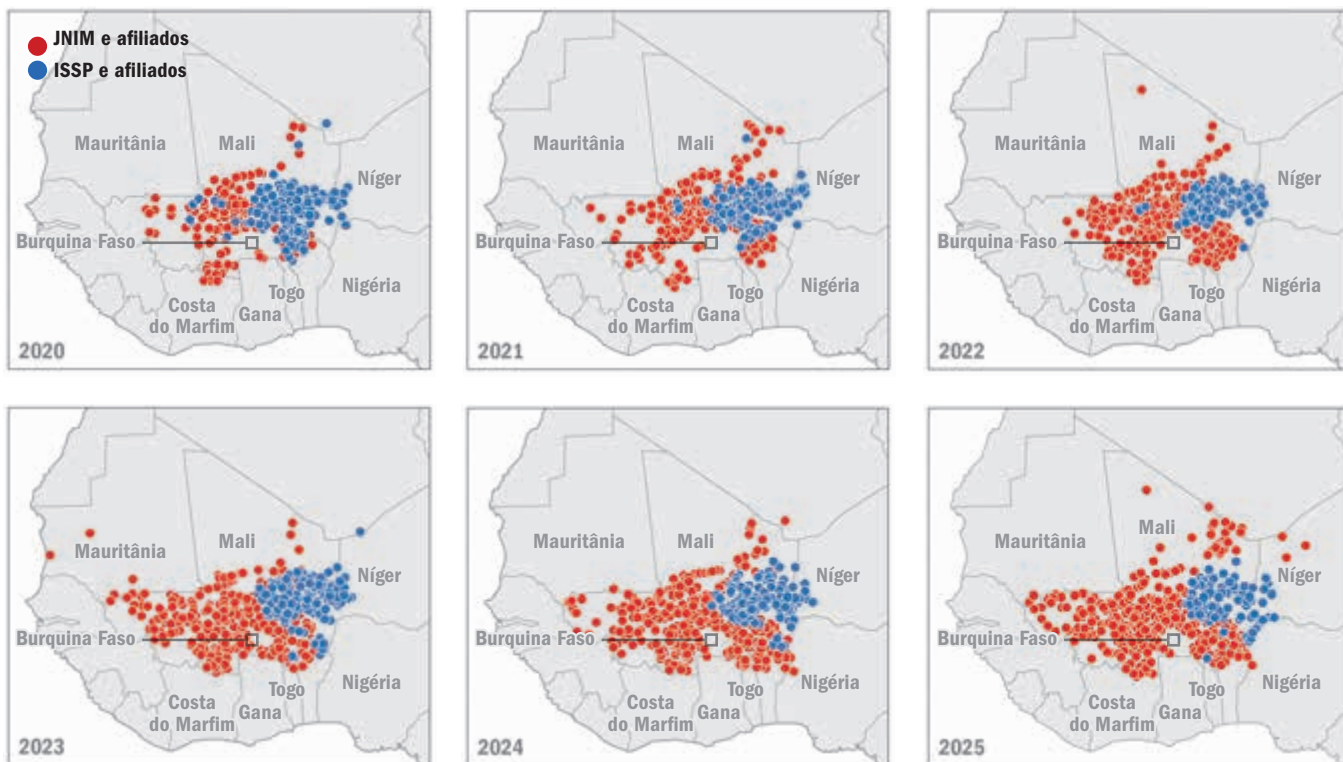 JNIM e afiliados
ISSP e afiliados
Mauritânia
Mali
Níger
Burquina Faso
Nigéria
Togo
Costa
do Marfim
Gana
2020
Mauritânia
Mali
Níger
Burquina Faso
Nigéria
Togo
Costa
do Marfim
Gana
2021
Mauritânia
Mali
Níger
Burquina Faso
Nigéria
Togo
Costa
do Marfim
Gana
2022
Mauritânia
Mali
Níger
Burquina Faso
Nigéria
Togo
Costa
do Marfim
Gana
2023
Mauritânia
Mali
Níger
Burquina Faso
Nigéria
Togo
Costa
do Marfim
Gana
2024
Mauritânia
Mali
Níger
Burquina Faso
Nigéria
Togo
Costa
do Marfim
Gana
2025